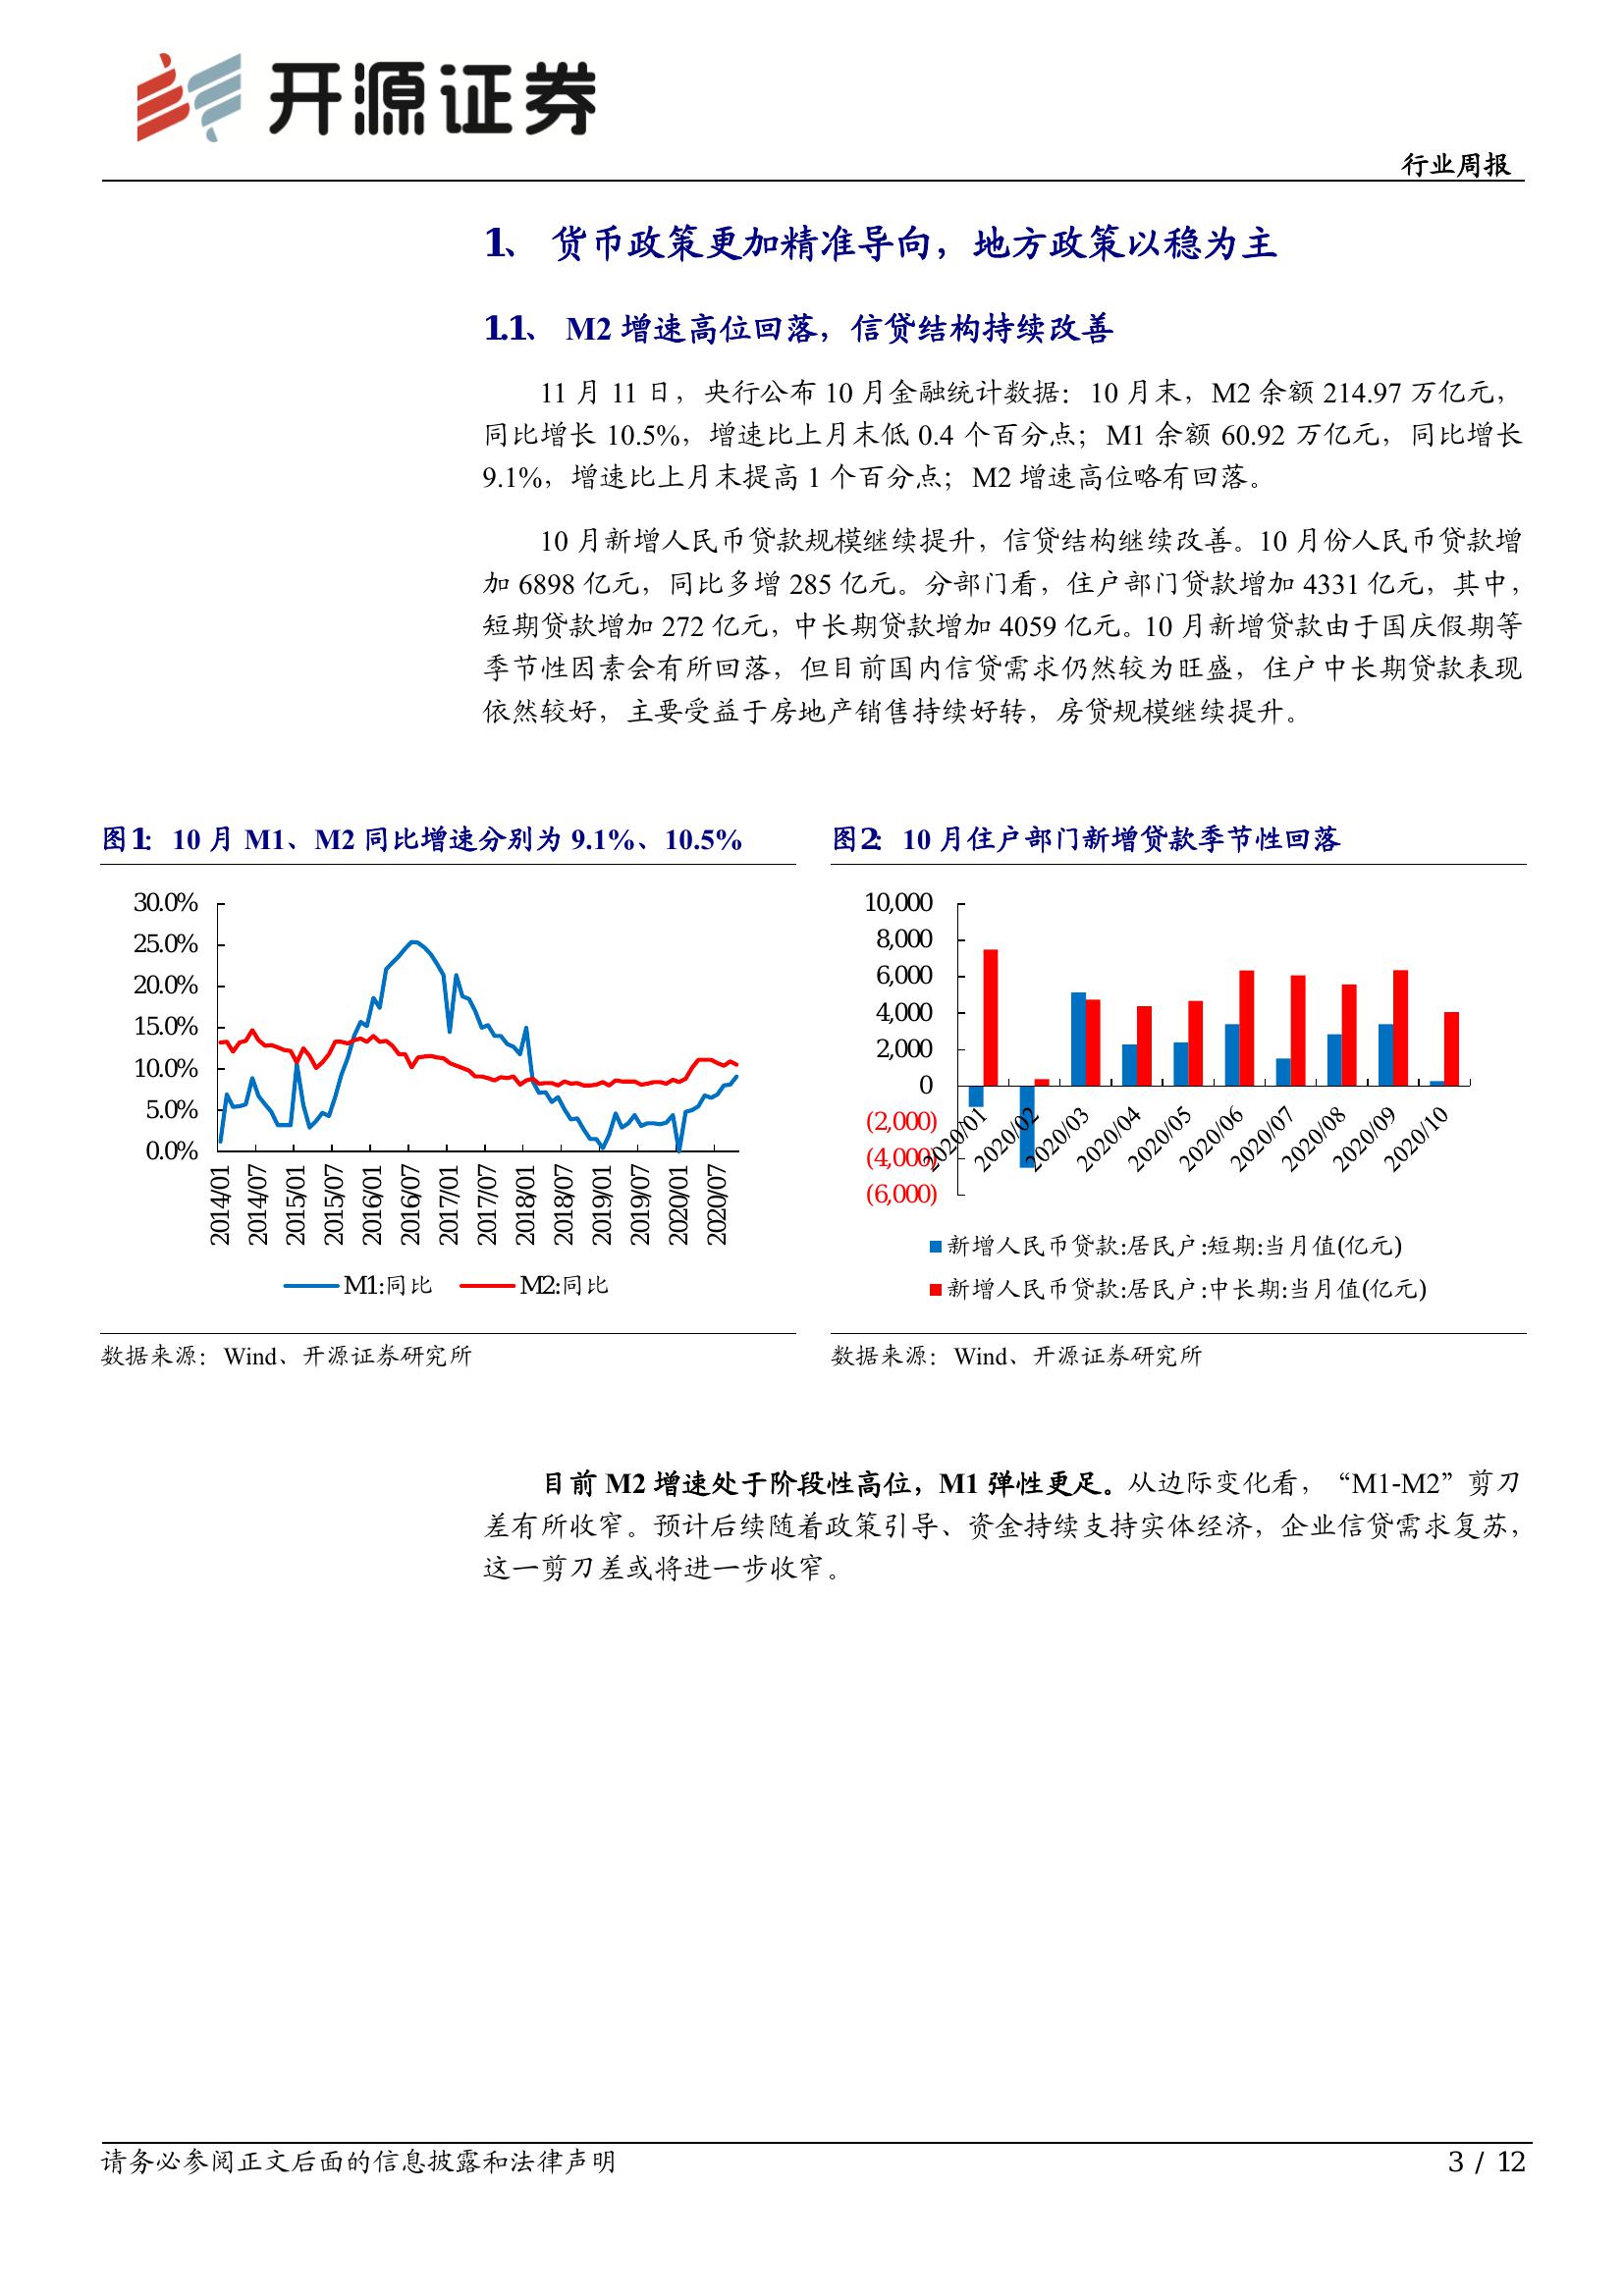 开源证券
行业周报
1、 货币政策更加精准导向，地方政策以稳为主
1.1、 M2 增速高位回落，信贷结构持续改善
11 月 11 日，央行公布 10 月金融统计数据：10 月末，M2 余额 214.97 万亿元，
同比增长 10.5%，增速比上月末低 0.4 个百分点；M1 余额 60.92 万亿元，同比增长
9.1%，增速比上月末提高 1 个百分点；M2 增速高位略有回落。
10 月新增人民币贷款规模继续提升，信贷结构继续改善。10 月份人民币贷款增
加 6898 亿元，同比多增 285 亿元。分部门看，住户部门贷款增加 4331 亿元，其中，
短期贷款增加 272 亿元，中长期贷款增加 4059 亿元。10 月新增贷款由于国庆假期等
季节性因素会有所回落，但目前国内信贷需求仍然较为旺盛，住户中长期贷款表现
依然较好，主要受益于房地产销售持续好转，房贷规模继续提升。
图1： 10 月 M1、M2 同比增速分别为 9.1%、10.5%
30.0%
25.0%
20.0%
15.0%
10.0%
5.0%
0.0%
2014/01
2014/07
2015/01
2015/07
2016/01
2016/07
2017/01
2017/07
2018/01
2018/07
2019/01
2019/07
2020/01
2020/07
M1:同比
M2:同比
数据来源：Wind、开源证券研究所
图2： 10 月住户部门新增贷款季节性回落
10,000
8,000
6,000
4,000
2,000
0
(2,000)
(4,000)
(6,000)
2020/01
2020/02
2020/03
2020/04
2020/05
2020/06
2020/07
2020/08
2020/09
2020/10
新增人民币贷款:居民户:短期:当月值(亿元)
新增人民币贷款:居民户:中长期:当月值(亿元)
数据来源：Wind、开源证券研究所
目前 M2 增速处于阶段性高位，M1 弹性更足。从边际变化看，“M1-M2”剪刀
差有所收窄。预计后续随着政策引导、资金持续支持实体经济，企业信贷需求复苏，
这一剪刀差或将进一步收窄。
请务必参阅正文后面的信息披露和法律声明
3 / 12